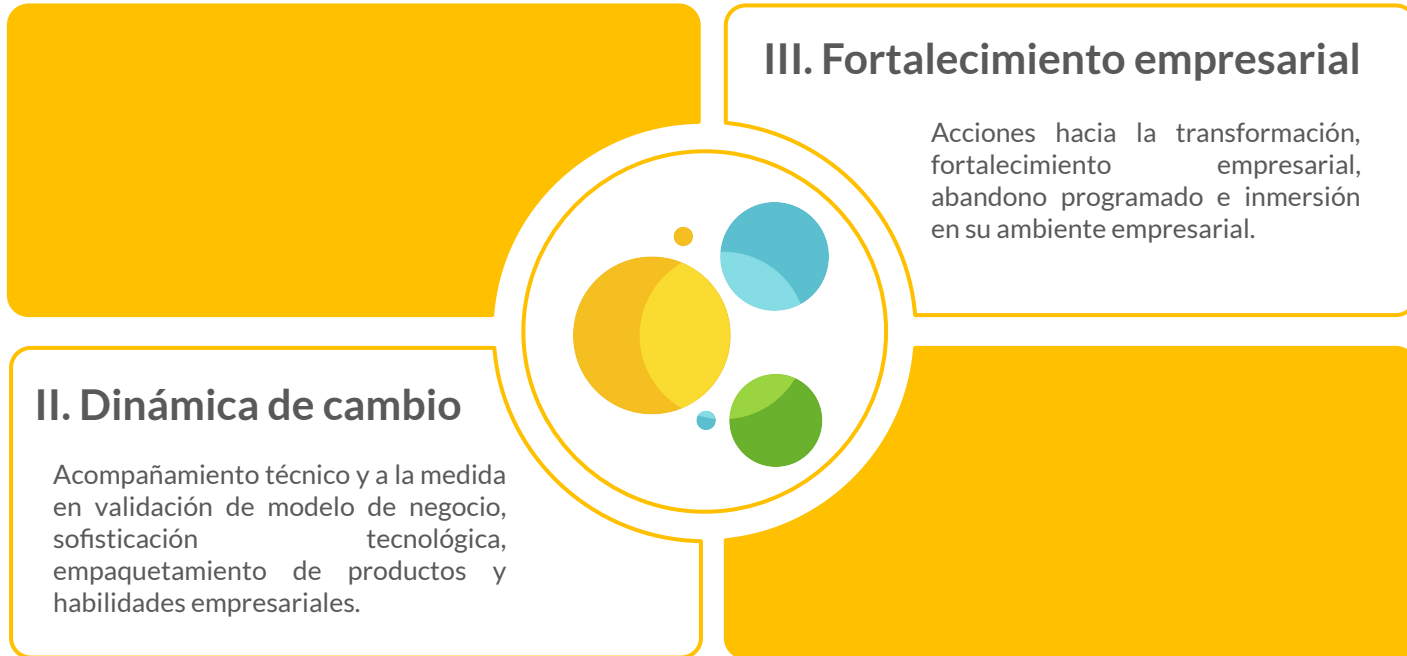 III. Fortalecimiento empresarial
Acciones hacia la transformación,
fortalecimiento empresarial,
abandono programado e inmersión
en su ambiente empresarial.
II. Dinámica de cambio
Acompañamiento técnico y a la medida
en validación de modelo de negocio,
sofisticación tecnológica,
empaquetamiento de productos y
habilidades empresariales.